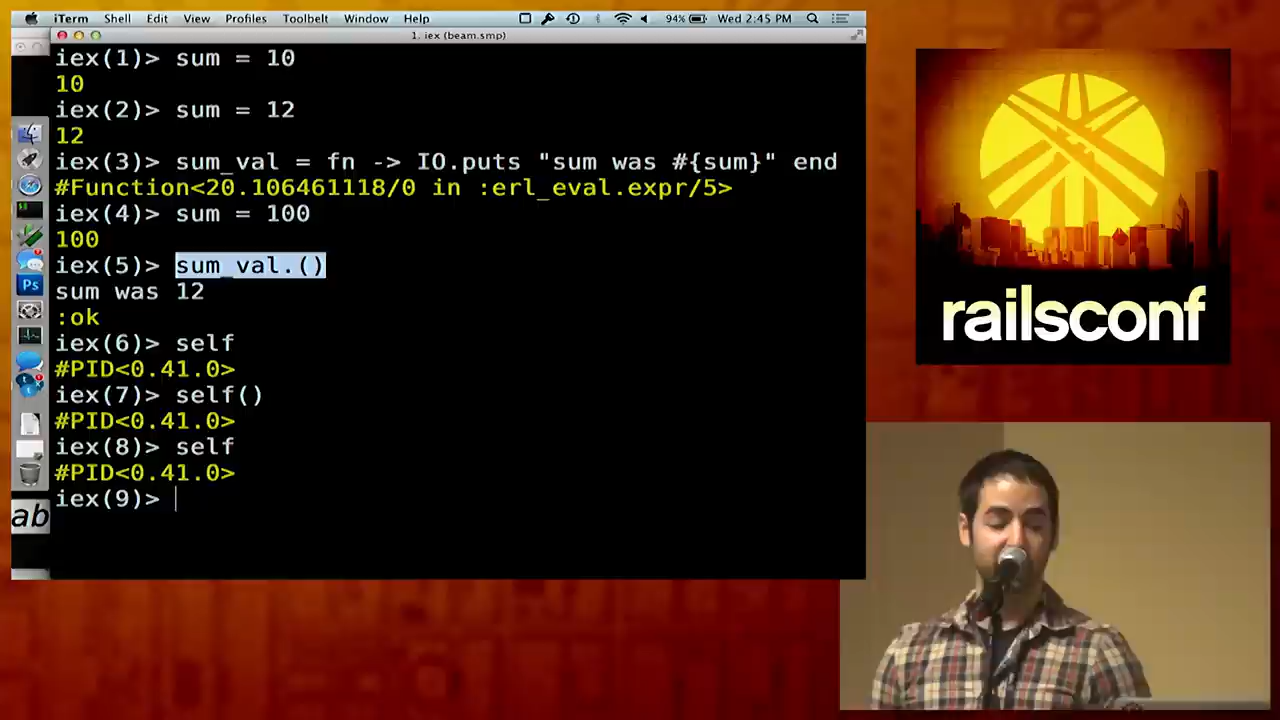 iTerm Shell Edit View Profiles Toolbelt Window Help 94% Wed 2:45 PM
1. iex (beam.smp)
iex(1)> sum = 10
10
iex(2)> sum = 12
12
iex(3)> sum_val = fn -> IO.puts "sum was #{sum}" end
#Function<20.106461118/0 in :erl_eval.expr/5>
iex(4)> sum = 100
100
iex(5)> sum_val.()
sum was 12
:ok
iex(6)> self
#PID<0.41.0>
iex(7)> self()
#PID<0.41.0>
iex(8)> self
#PID<0.41.0>
iex(9)>
Ps
ab
railsconf